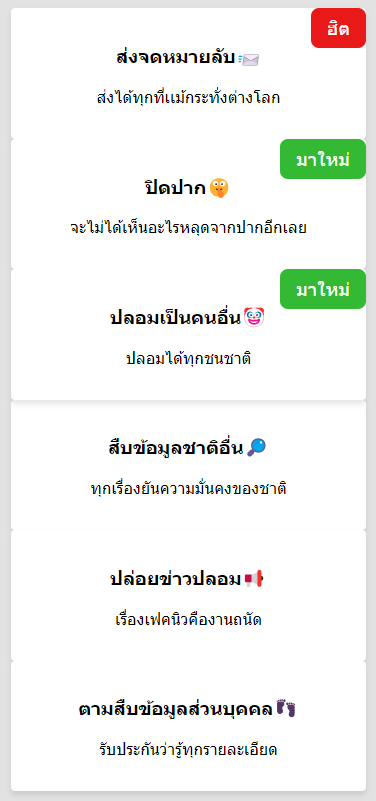 ฮิต
ส่งจดหมายลับ📨
ส่งได้ทุกที่แม้กระทั่งต่างโลก
มาใหม่
ปิดปาก🫢
จะไม่ได้เห็นอะไรหลุดจากปากอีกเลย
มาใหม่
ปลอมเป็นคนอื่น🤡
ปลอมได้ทุกชนชาติ
สืบข้อมูลชาติอื่น🔎
ทุกเรื่องยันความมั่นคงของชาติ
ปล่อยข่าวปลอม📢
เรื่องเฟคนิวคืองานถนัด
ตามสืบข้อมูลส่วนบุคคล👣
รับประกันว่ารู้ทุกรายละเอียด